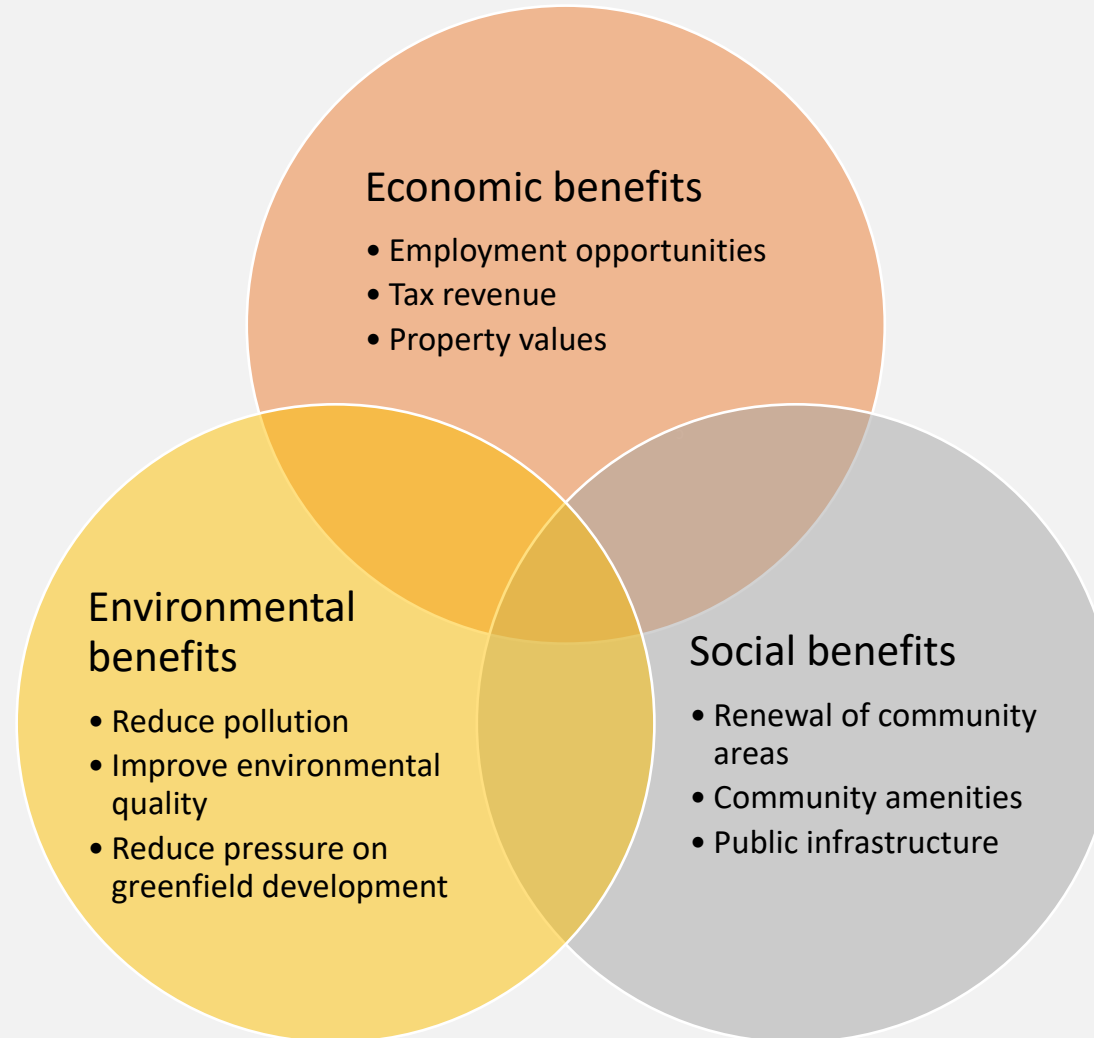 Economic benefits
• Employment opportunities
• Tax revenue
• Property values
Environmental
benefits
• Reduce pollution
• Improve environmental
quality
• Reduce pressure on
greenfield development
Social benefits
• Renewal of community
areas
• Community amenities
• Public infrastructure